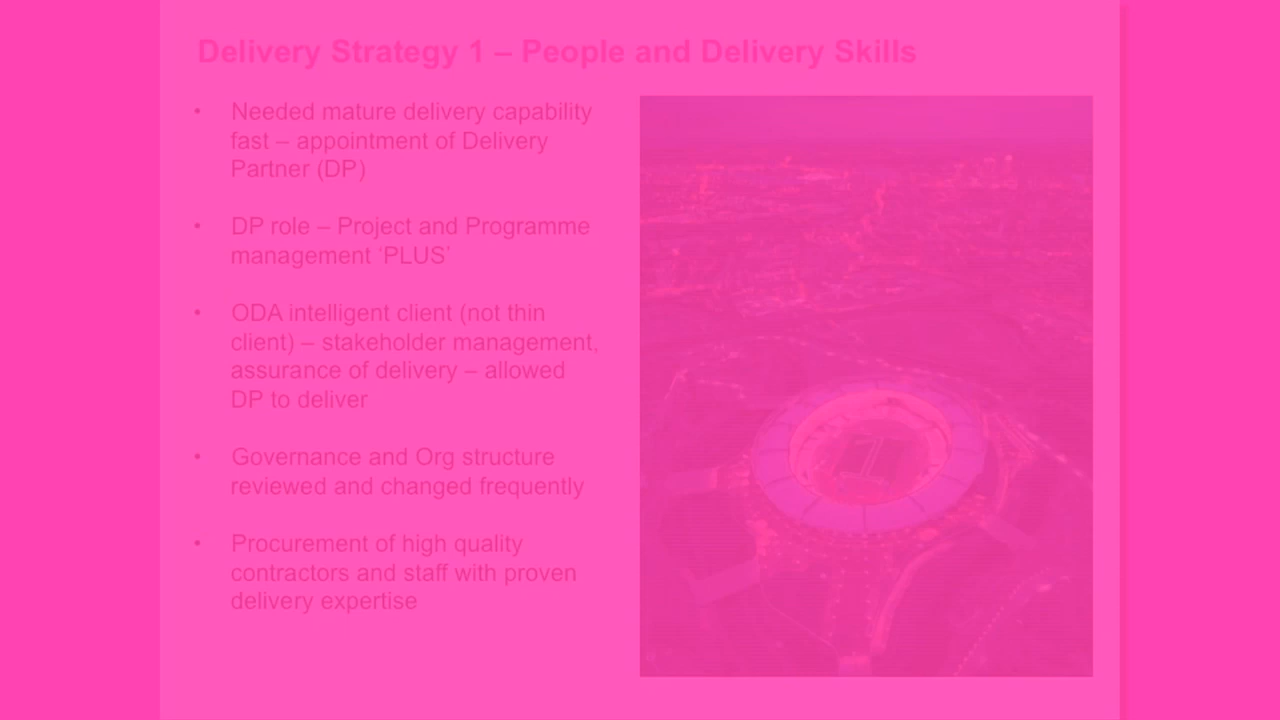 Delivery Strategy 1 – People and Delivery Skills
• Needed mature delivery capability
fast – appointment of Delivery
Partner (DP)
• DP role – Project and Programme
management ‘PLUS’
• ODA intelligent client (not thin
client) – stakeholder management,
assurance of delivery – allowed
DP to deliver
• Governance and Org structure
reviewed and changed frequently
• Procurement of high quality
contractors and staff with proven
delivery expertise